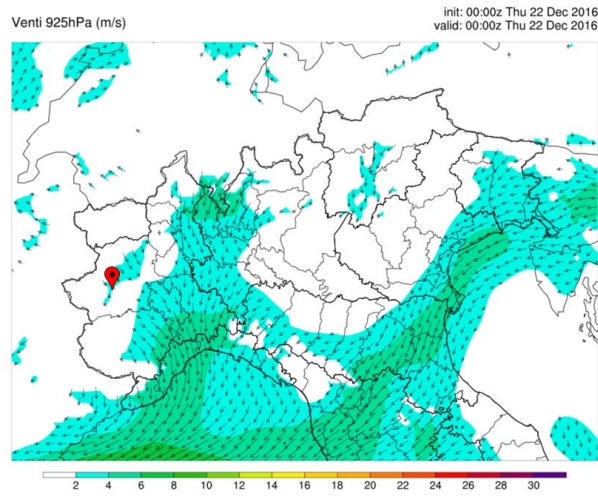 Venti 925hPa (m/s)
init: 00:00z Thu 22 Dec 2016
valid: 00:00z Thu 22 Dec 2016
2 4 6 8 10 12 14 16 18 20 22 24 26 28 30